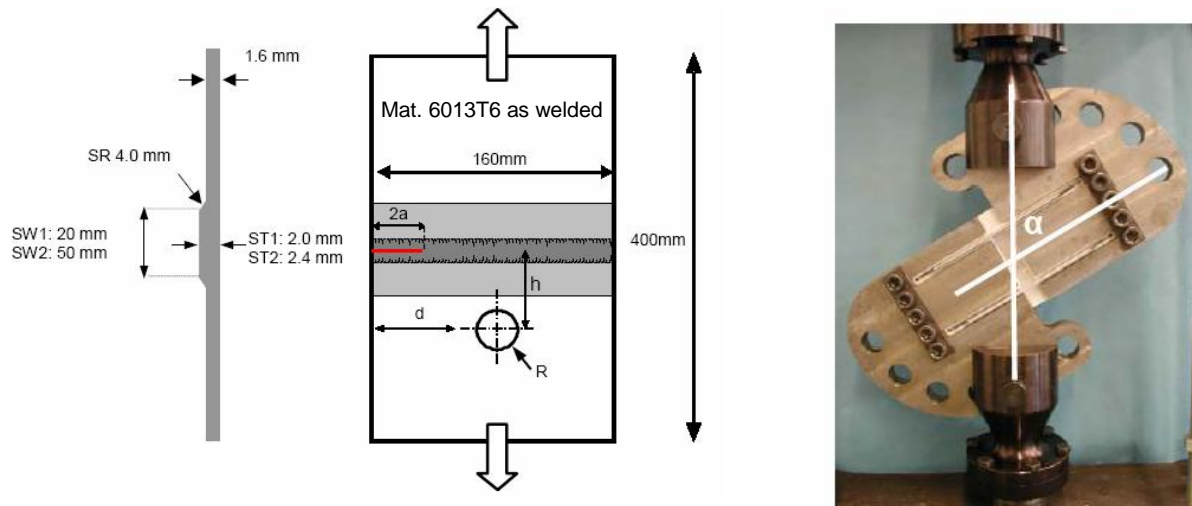 1.6 mm
SR 4.0 mm
SW1: 20 mm
SW2: 50 mm
ST1: 2.0 mm
ST2: 2.4 mm
Mat. 6013T6 as welded
160mm
2a
400mm
h
d
R
α